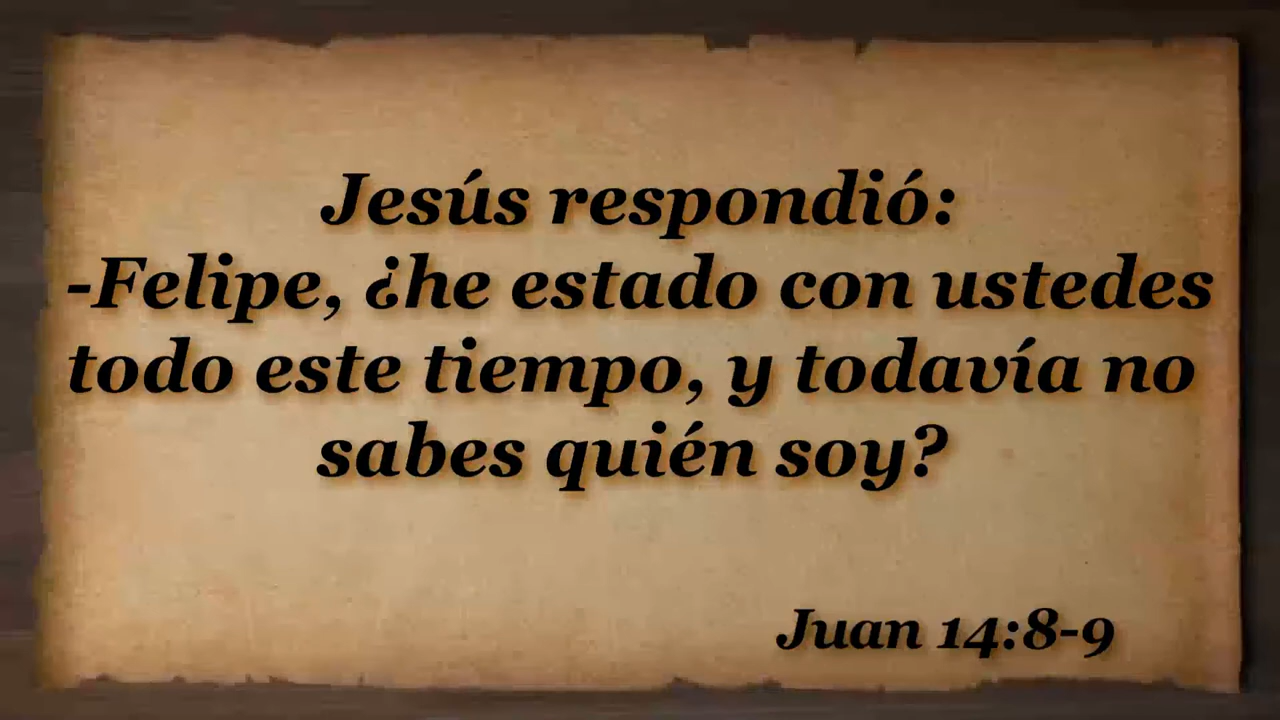 Jesús respondió:
-Felipe, ¿he estado con ustedes
todo este tiempo, y todavía no
sabes quién soy?
Juan 14:8-9